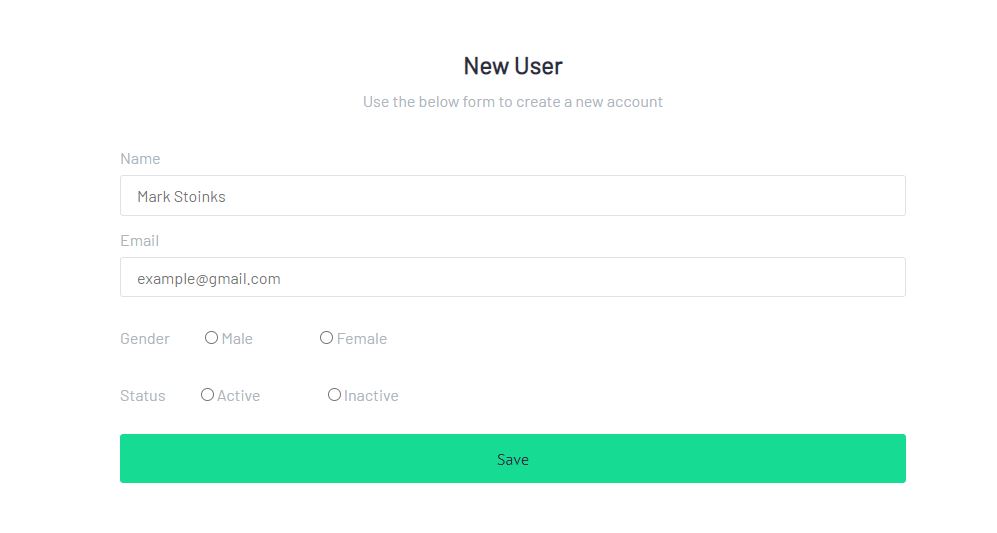 New User
Use the below form to create a new account
Name
Mark Stoinks
Email
example@gmail.com
Gender Male Female
Status Active Inactive
Save